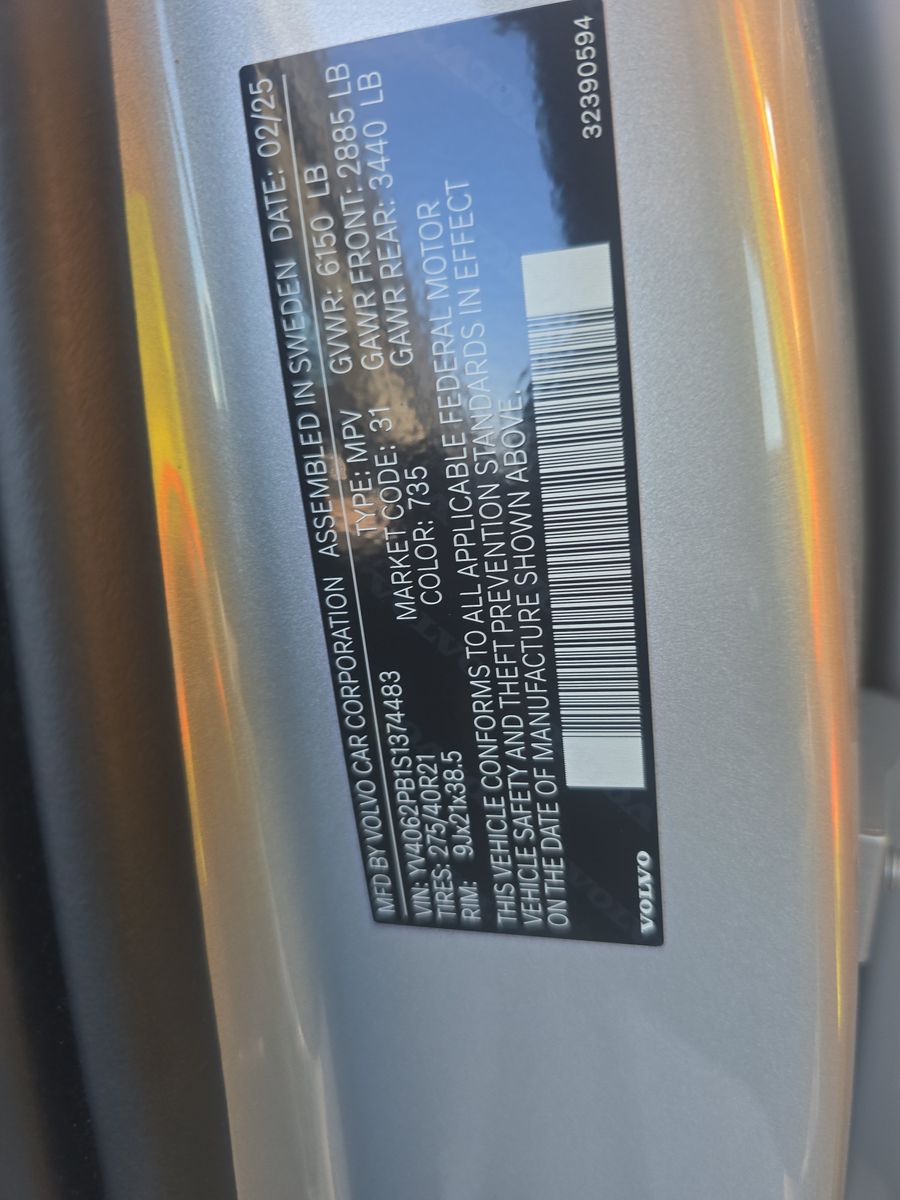 MFD BY VOLVO CAR CORPORATION ASSEMBLED IN SWEDEN DATE: 02/25
VIN: YV4062PB1S1374483 TYPE: MPV GVWR: 6150 LB
TIRES: 275/40R21 MARKET CODE: 31 GAWR FRONT: 2885 LB
RIM: 9Jx21x38.5 COLOR: 735 GAWR REAR: 3440 LB
THIS VEHICLE CONFORMS TO ALL APPLICABLE FEDERAL MOTOR
VEHICLE SAFETY AND THEFT PREVENTION STANDARDS IN EFFECT
ON THE DATE OF MANUFACTURE SHOWN ABOVE.
VOLVO 32390594